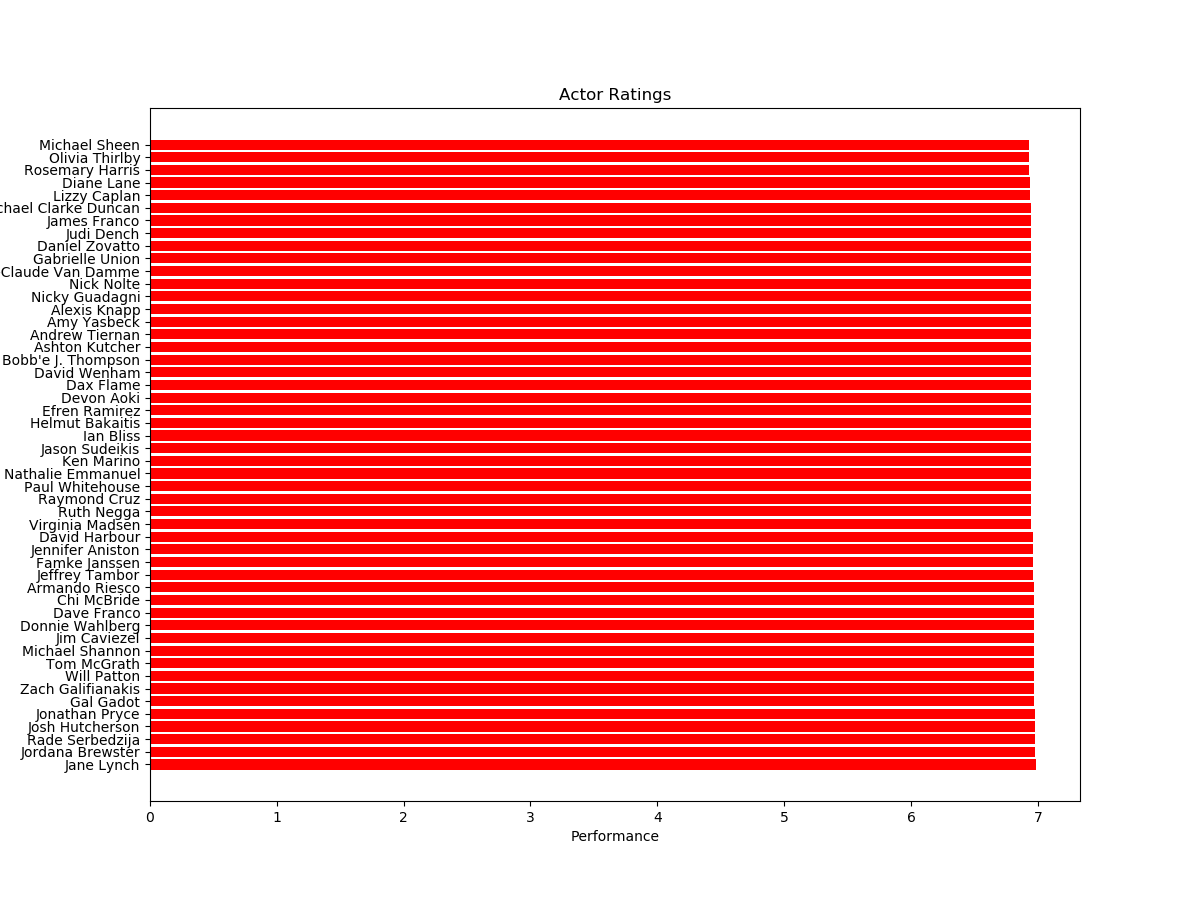 Actor Ratings
Michael Sheen
Olivia Thirlby
Rosemary Harris
Diane Lane
Lizzy Caplan
chael Clarke Duncan
James Franco
Judi Dench
Daniel Zovatto
Gabrielle Union
Claude Van Damme
Nick Nolte
Nicky Guadagni
Alexis Knapp
Amy Yasbeck
Andrew Tiernan
Ashton Kutcher
Bobb'e J. Thompson
David Wenham
Dax Flame
Devon Aoki
Efren Ramirez
Helmut Bakaitis
Ian Bliss
Jason Sudeikis
Ken Marino
Nathalie Emmanuel
Paul Whitehouse
Raymond Cruz
Ruth Negga
Virginia Madsen
David Harbour
Jennifer Aniston
Famke Janssen
Jeffrey Tambor
Armando Riesco
Chi McBride
Dave Franco
Donnie Wahlberg
Jim Caviezel
Michael Shannon
Tom McGrath
Will Patton
Zach Galifianakis
Gal Gadot
Jonathan Pryce
Josh Hutcherson
Rade Serbedzija
Jordana Brewster
Jane Lynch
0 1 2 3 4 5 6 7
Performance